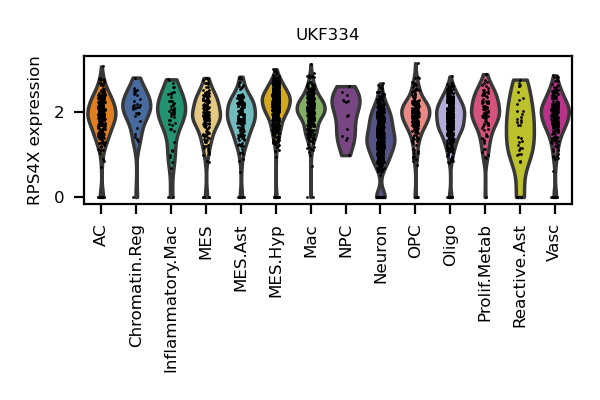 UKF334
RPS4X expression
2
0
AC
Chromatin.Reg
Inflammatory.Mac
MES
MES.Ast
MES.Hyp
Mac
NPC
Neuron
OPC
Oligo
Prolif.Metab
Reactive.Ast
Vasc